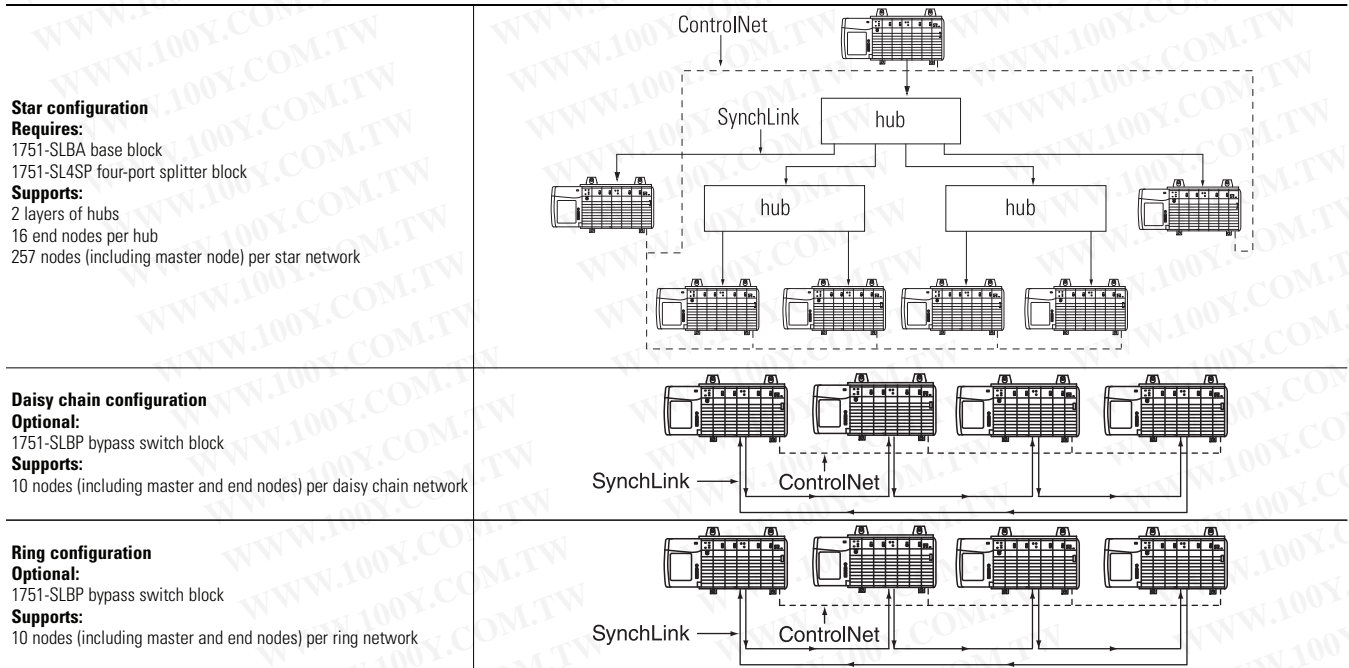 Star configuration
Requires:
1751-SLBA base block
1751-SL4SP four-port splitter block
Supports:
2 layers of hubs
16 end nodes per hub
257 nodes (including master node) per star network
ControlNet
SynchLink
hub
hub
hub
Daisy chain configuration
Optional:
1751-SLBP bypass switch block
Supports:
10 nodes (including master and end nodes) per daisy chain network
SynchLink
ControlNet
Ring configuration
Optional:
1751-SLBP bypass switch block
Supports:
10 nodes (including master and end nodes) per ring network
SynchLink
ControlNet
WWW.100Y.COM.TW